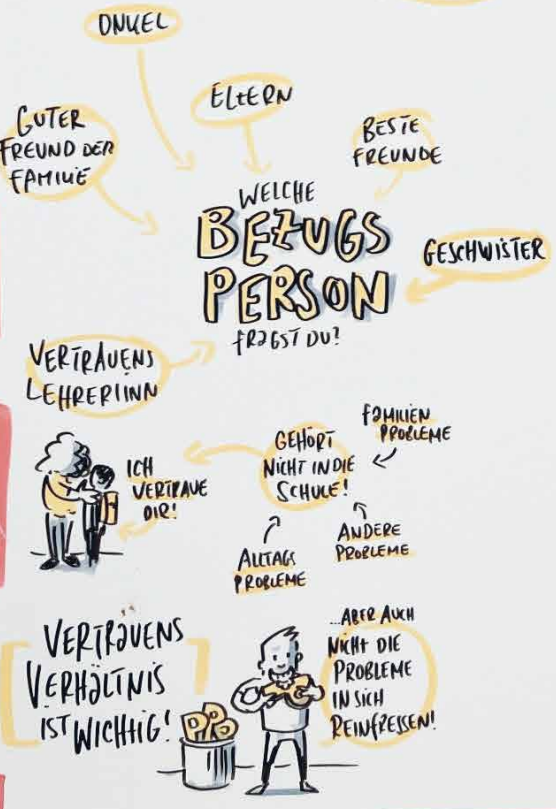 ONKEL
ELTERN
GUTER
FREUND DER
FAMILIE
BESTE
FREUNDE
WELCHE
BEZUGS
PERSON
FRAGST DU?
GESCHWISTER
VERTRAUENS
LEHRER!INN
FAMILIEN
PROBLEME
GEHÖRT
NICHT IN DIE
SCHULE!
ICH
VERTRAUE
DIR!
ANDERE
PROBLEME
ALLTAGS
PROBLEME
VERTRAUENS
VERHÄLTNIS
IST WICHTIG!
...ABER AUCH
NICHT DIE
PROBLEME
IN SICH
REINFRESSEN!